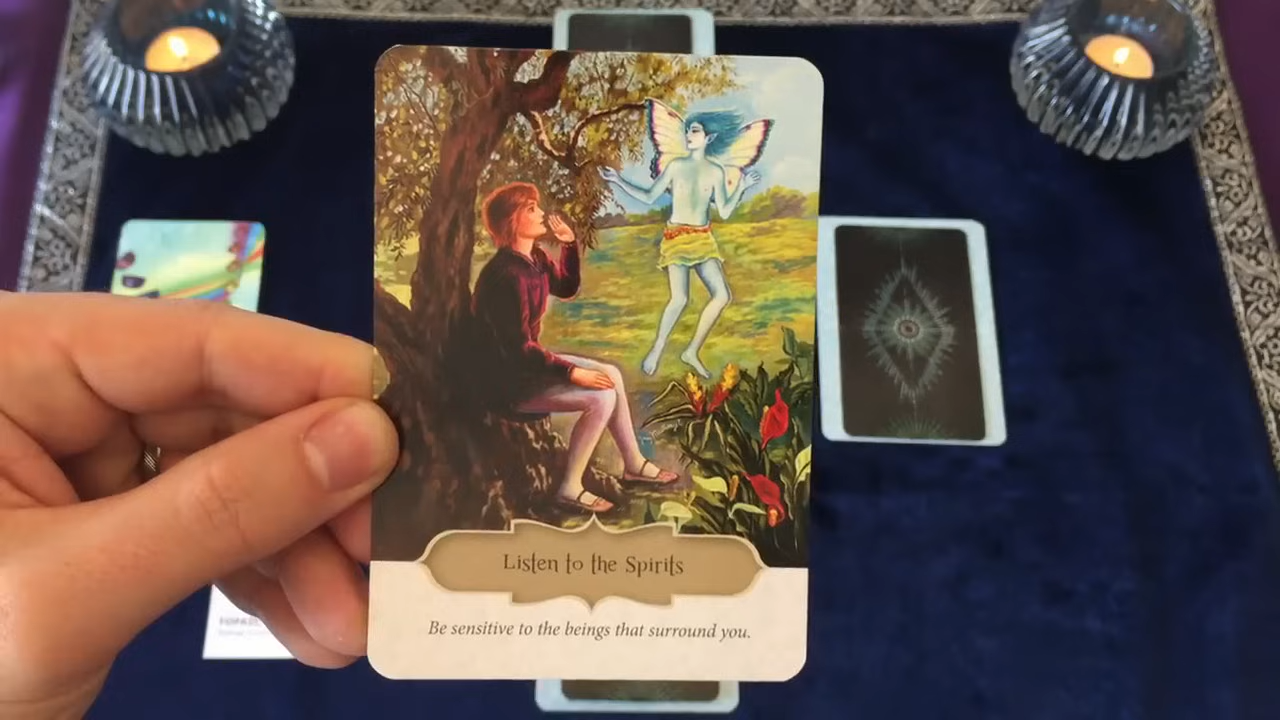 Listen to the Spirits
Be sensitive to the beings that surround you.